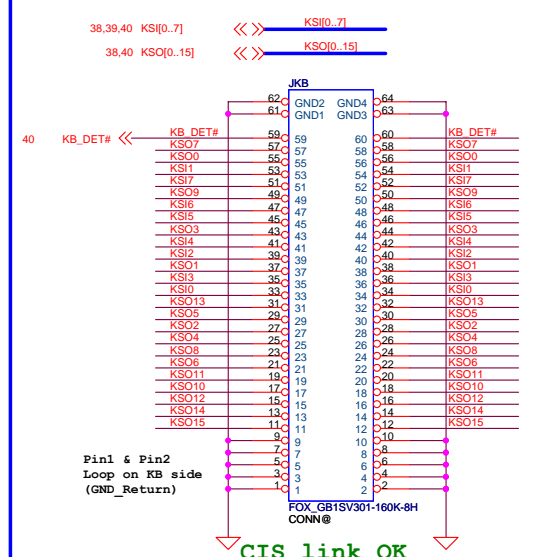 38,39,40 KSI[0..7] KSI[0..7]
38,40 KSO[0..15] KSO[0..15]
JKB
62 GND2 GND4 64
61 GND1 GND3 63
40 KB_DET# KB_DET# 59 59 60 60 KB_DET#
KSO7 57 57 58 58 KSO7
KSO0 55 55 56 56 KSO0
KSI1 53 53 54 54 KSI1
KSI7 51 51 52 52 KSI7
KSO9 49 49 50 50 KSO9
KSI6 47 47 48 48 KSI6
KSI5 45 45 46 46 KSI5
KSO3 43 43 44 44 KSO3
KSI4 41 41 42 42 KSI4
KSI2 39 39 40 40 KSI2
KSO1 37 37 38 38 KSO1
KSI3 35 35 36 36 KSI3
KSI0 33 33 34 34 KSI0
KSO13 31 31 32 32 KSO13
KSO5 29 29 30 30 KSO5
KSO2 27 27 28 28 KSO2
KSO4 25 25 26 26 KSO4
KSO8 23 23 24 24 KSO8
KSO6 21 21 22 22 KSO6
KSO11 19 19 20 20 KSO11
KSO10 17 17 18 18 KSO10
KSO12 15 15 16 16 KSO12
KSO14 13 13 14 14 KSO14
KSO15 11 11 12 12 KSO15
9 9 10 10
7 7 8 8
5 5 6 6
3 3 4 4
1 1 2 2
Pin1 & Pin2
Loop on KB side
(GND_Return)
FOX_GB1SV301-160K-8H
CONN@
CIS link OK